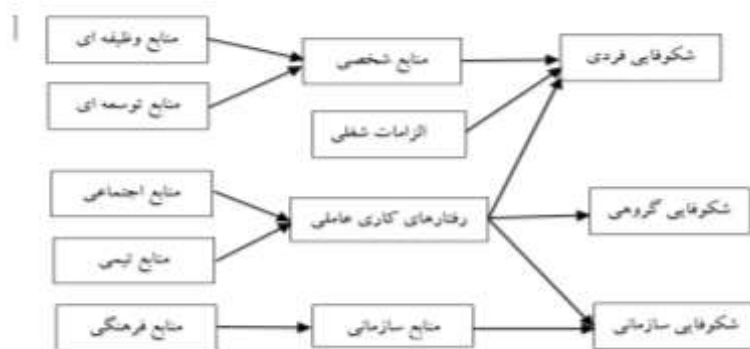 منابع وظیفه ای
منابع شخصی
شکوفایی فردی
منابع توسعه ای
الزامات شغلی
منابع اجتماعی
رفتارهای کاری عاملی
شکوفایی گروهی
منابع تیمی
منابع فرهنگی
منابع سازمانی
شکوفایی سازمانی